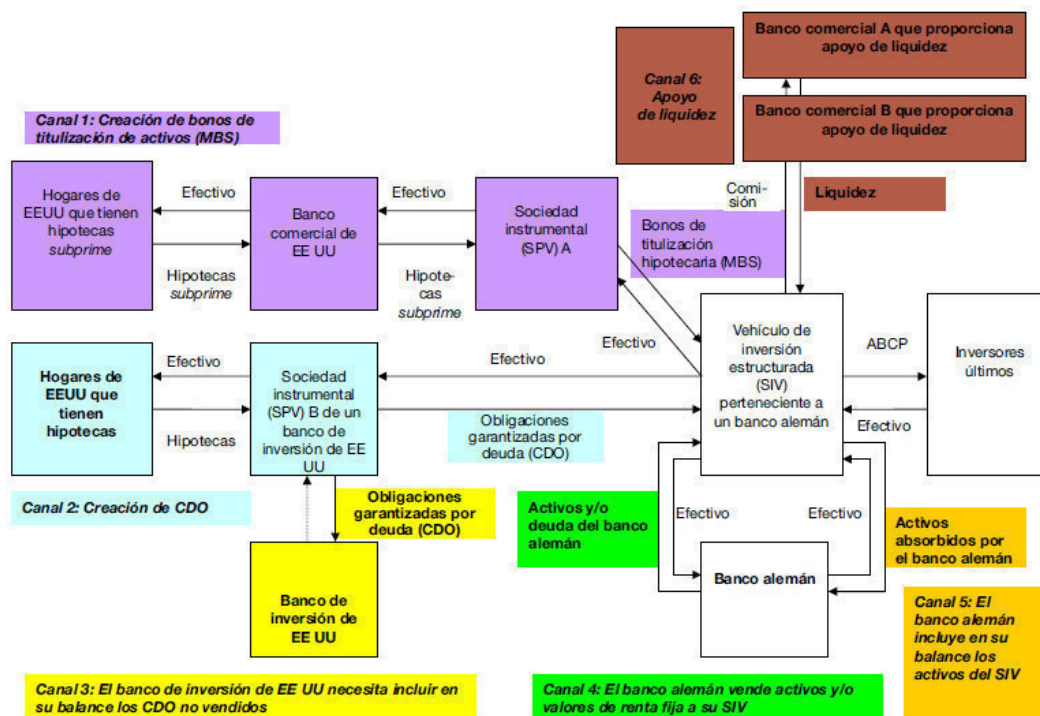 Banco comercial A que proporciona
apoyo de liquidez
Canal 6:
Apoyo
de liquidez
Banco comercial B que proporciona
apoyo de liquidez
Canal 1: Creación de bonos de
titulización de activos (MBS)
Hogares de
EEUU que tienen
hipotecas
subprime
Efectivo
Hipotecas
subprime
Banco
comercial de
EE UU
Efectivo
Hipote-
cas
subprime
Sociedad
instrumental
(SPV) A
Comi-
sión
Liquidez
Bonos de
titulización
hipotecaria (MBS)
Efectivo
Vehículo de
inversión
estructurada
(SIV)
perteneciente a
un banco alemán
ABCP
Efectivo
Inversores
últimos
Hogares de
EEUU que
tienen
hipotecas
Efectivo
Hipotecas
Sociedad
instrumental
(SPV) B de un
banco de
inversión de EE
UU
Efectivo
Obligaciones
garantizadas por
deuda (CDO)
Canal 2: Creación de CDO
Obligaciones
garantizadas por
deuda (CDO)
Activos y/o
deuda del banco
alemán
Efectivo
Efectivo
Activos
absorbidos por
el banco alemán
Banco de
inversión de
EE UU
Banco alemán
Canal 5: El
banco alemán
incluye en su
balance los
activos del SIV
Canal 3: El banco de inversión de EE UU necesita incluir en
su balance los CDO no vendidos
Canal 4: El banco alemán vende activos y/o
valores de renta fija a su SIV